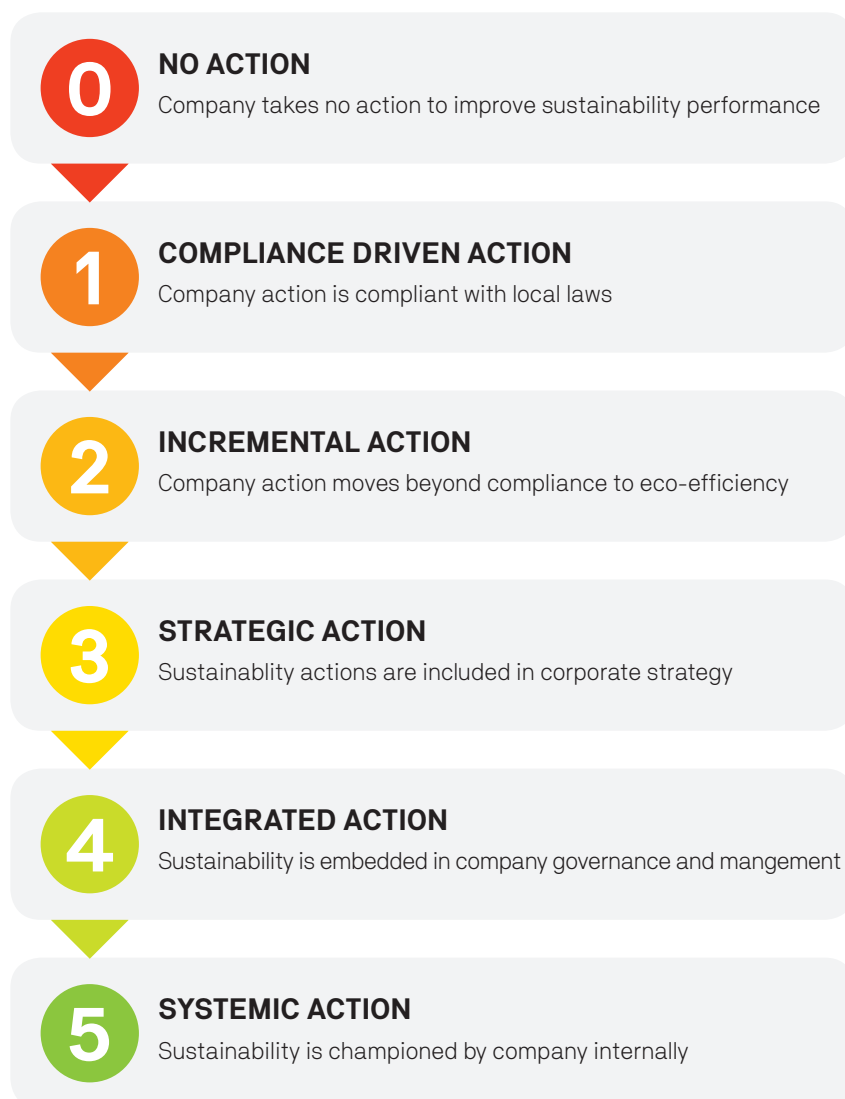 0
NO ACTION
Company takes no action to improve sustainability performance
1
COMPLIANCE DRIVEN ACTION
Company action is compliant with local laws
2
INCREMENTAL ACTION
Company action moves beyond compliance to eco-efficiency
3
STRATEGIC ACTION
Sustainablity actions are included in corporate strategy
4
INTEGRATED ACTION
Sustainability is embedded in company governance and mangement
5
SYSTEMIC ACTION
Sustainability is championed by company internally